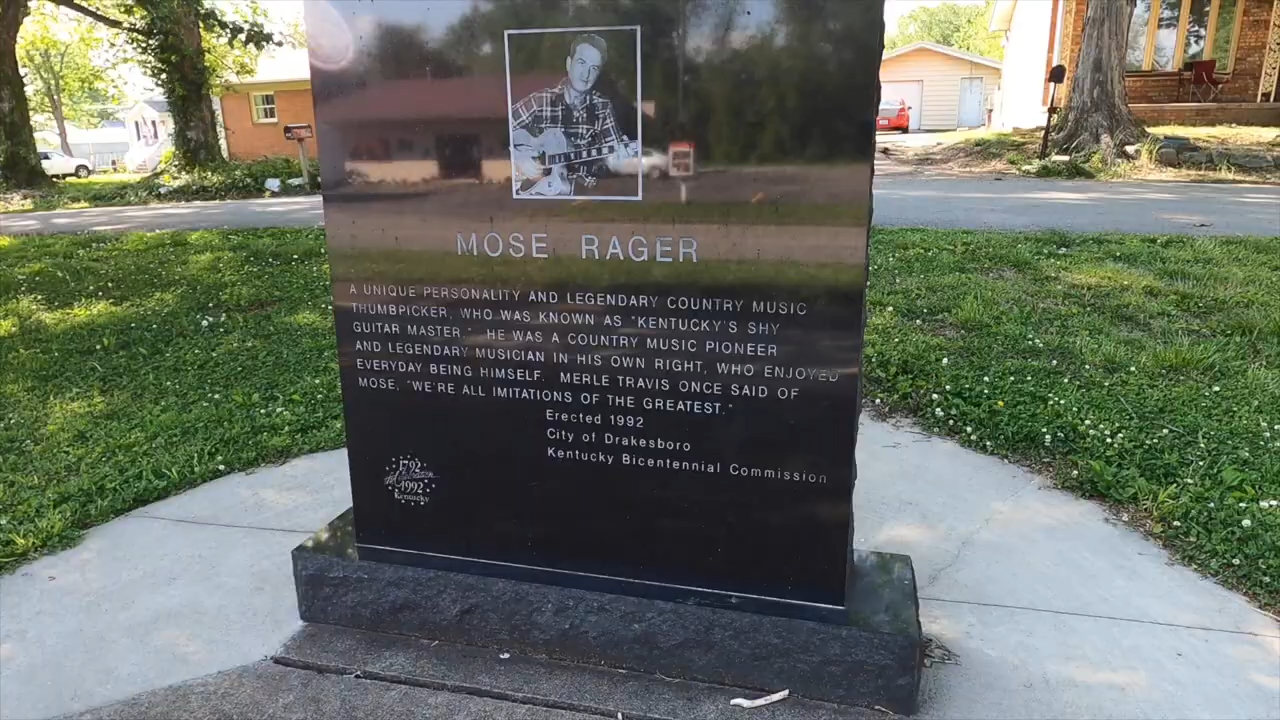 MOSE RAGER
A UNIQUE PERSONALITY AND LEGENDARY COUNTRY MUSIC
THUMBPICKER, WHO WAS KNOWN AS "KENTUCKY'S SHY
GUITAR MASTER." HE WAS A COUNTRY MUSIC PIONEER
AND LEGENDARY MUSICIAN IN HIS OWN RIGHT, WHO ENJOYED
EVERYDAY BEING HIMSELF. MERLE TRAVIS ONCE SAID OF
MOSE, "WE'RE ALL IMITATIONS OF THE GREATEST."
Erected 1992
City of Drakesboro
Kentucky Bicentennial Commission
1792
1992
Kentucky